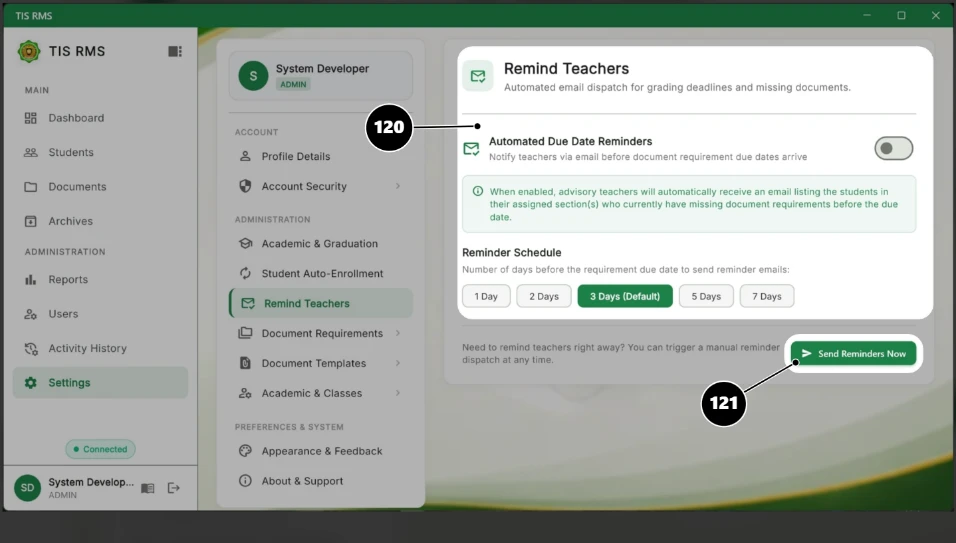 TIS RMS
TIS RMS
MAIN
Dashboard
Students
Documents
Archives
ADMINISTRATION
Reports
Users
Activity History
Settings
Connected
SD
System Develop...
ADMIN
S
System Developer
ADMIN
ACCOUNT
Profile Details
Account Security
ADMINISTRATION
Academic & Graduation
Student Auto-Enrollment
Remind Teachers
Document Requirements
Document Templates
Academic & Classes
PREFERENCES & SYSTEM
Appearance & Feedback
About & Support
120
Remind Teachers
Automated email dispatch for grading deadlines and missing documents.
Automated Due Date Reminders
Notify teachers via email before document requirement due dates arrive
When enabled, advisory teachers will automatically receive an email listing the students in
their assigned section(s) who currently have missing document requirements before the due
date.
Reminder Schedule
Number of days before the requirement due date to send reminder emails:
1 Day
2 Days
3 Days (Default)
5 Days
7 Days
Need to remind teachers right away? You can trigger a manual reminder
dispatch at any time.
Send Reminders Now
121